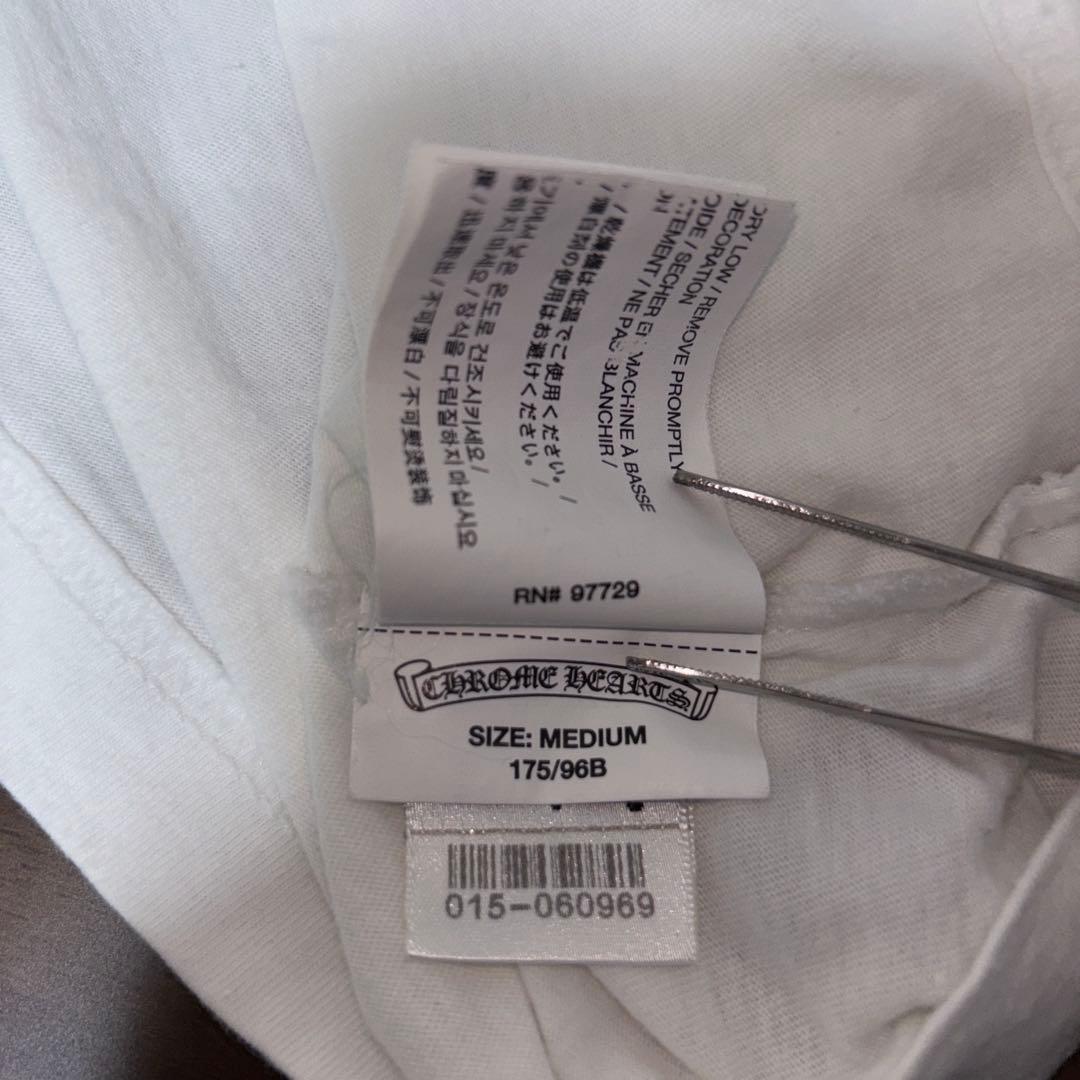 DRY LOW / REMOVE PROMPTLY
DECORATION
/ SECHER EN MACHINE À BASSE
/ NE PAS BLANCHIR /
/ 乾燥機は低温でご使用ください。 /
/ 漂白剤の使用はお避けください。 /
낮은 온도로 건조시키세요/
마세요 / 장식을 다림질하지 마십시오
/ 不可漂白 / 不可熨烫装饰
RN# 97729
CHROME HEARTS
SIZE: MEDIUM
175/96B
015-060969